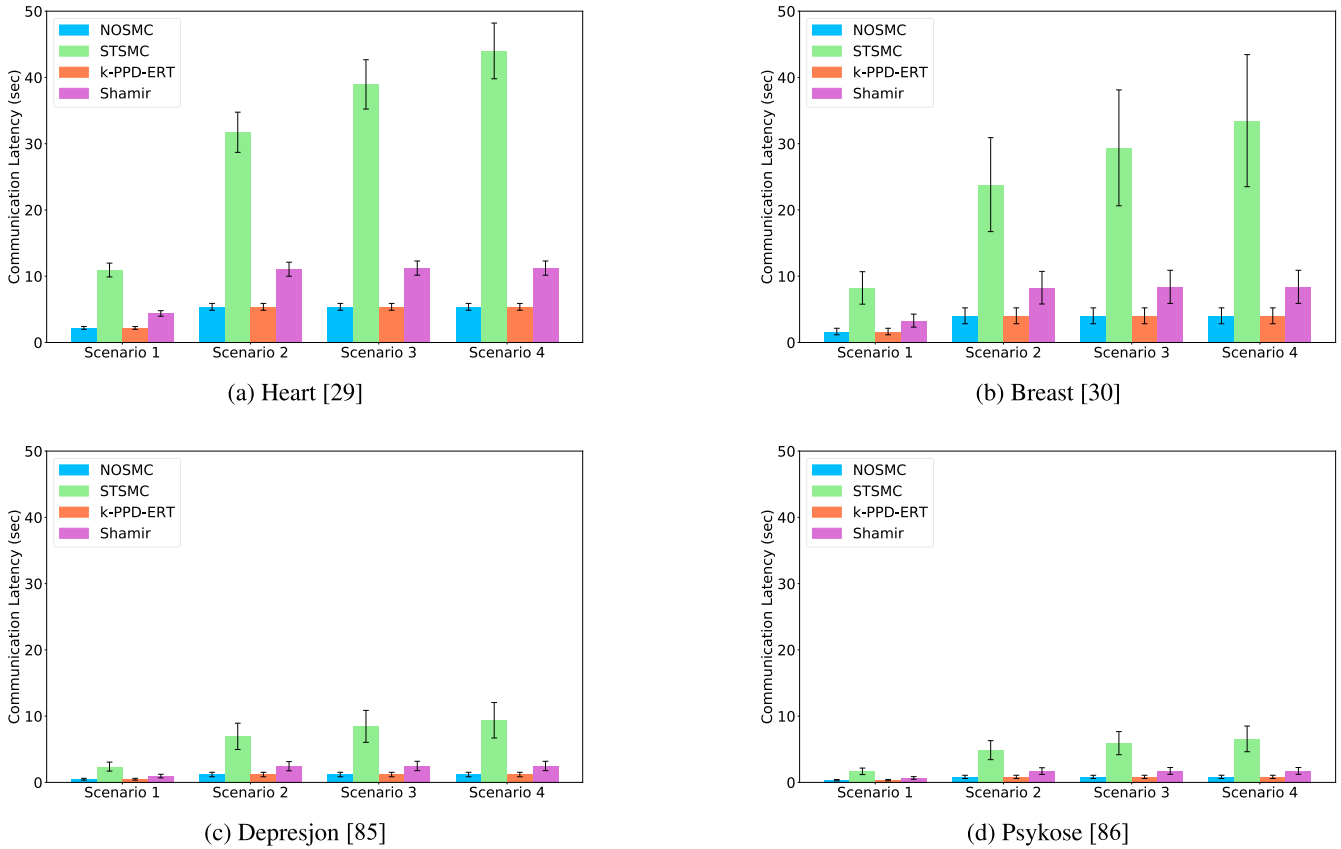 50
40
30
20
10
0
Communication Latency (sec)
NOSMC
STSMC
k-PPD-ERT
Shamir
Scenario 1 Scenario 2 Scenario 3 Scenario 4
(a) Heart [29]
50
40
30
20
10
0
Communication Latency (sec)
NOSMC
STSMC
k-PPD-ERT
Shamir
Scenario 1 Scenario 2 Scenario 3 Scenario 4
(b) Breast [30]
50
40
30
20
10
0
Communication Latency (sec)
NOSMC
STSMC
k-PPD-ERT
Shamir
Scenario 1 Scenario 2 Scenario 3 Scenario 4
(c) Depresjon [85]
50
40
30
20
10
0
Communication Latency (sec)
NOSMC
STSMC
k-PPD-ERT
Shamir
Scenario 1 Scenario 2 Scenario 3 Scenario 4
(d) Psykose [86]